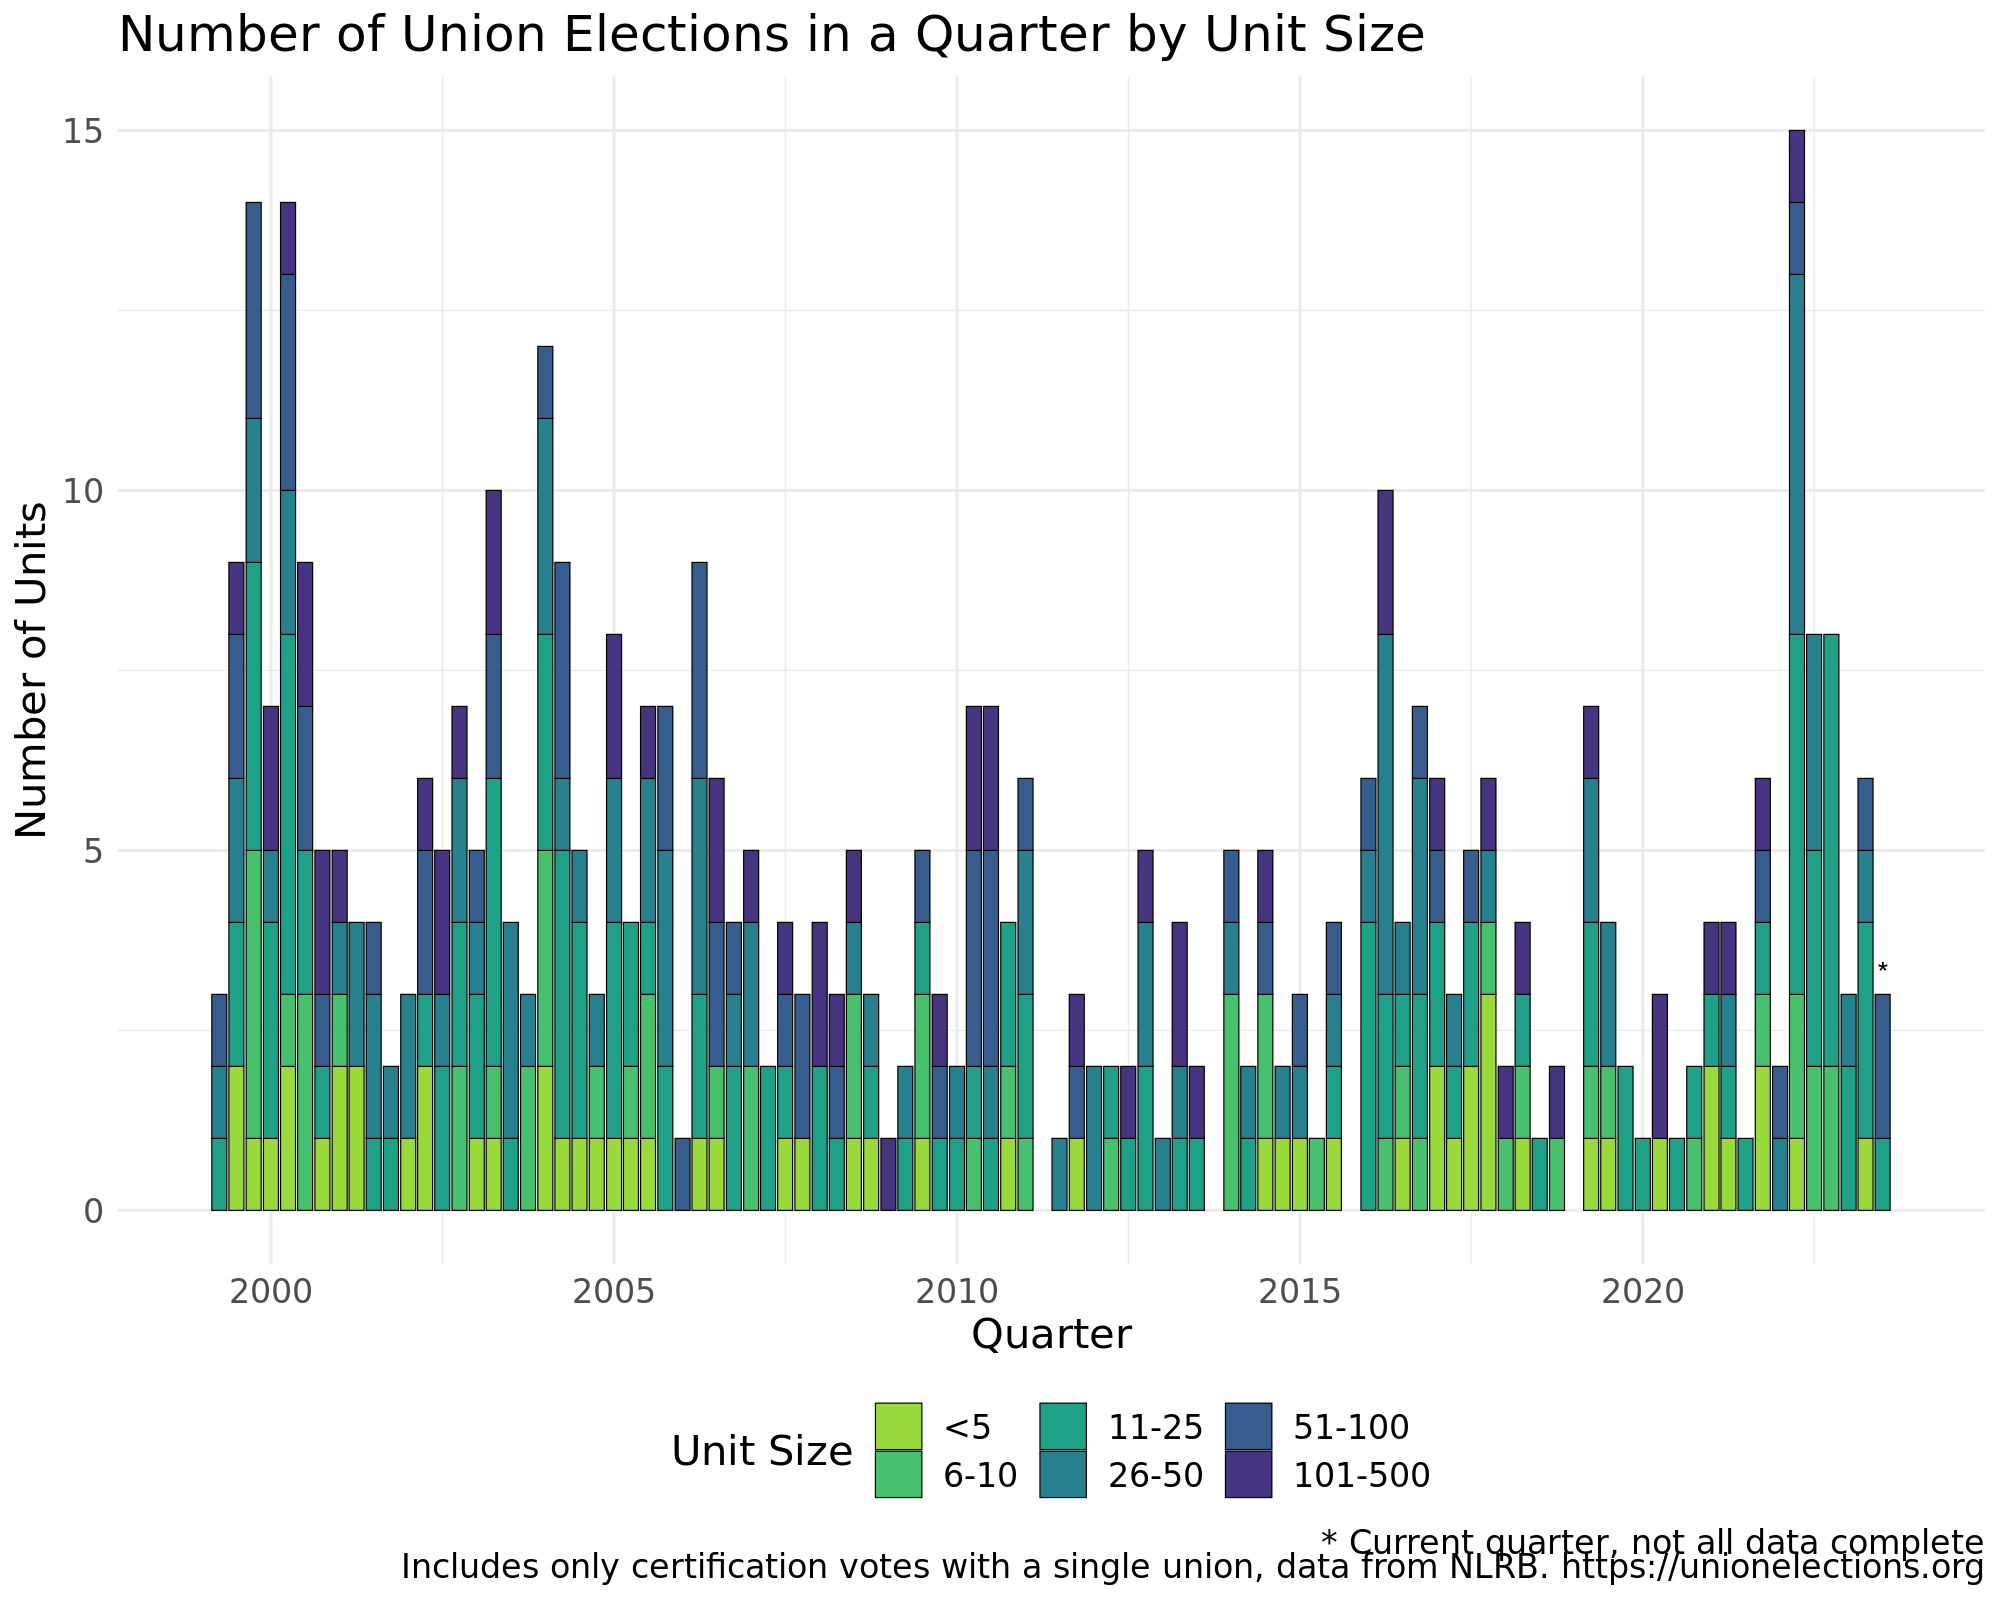 Number of Union Elections in a Quarter by Unit Size
Number of Units
15
10
5
0
*
2000 2005 2010 2015 2020
Quarter
Unit Size
<5 11-25 51-100
6-10 26-50 101-500
* Current quarter, not all data complete
Includes only certification votes with a single union, data from NLRB. https://unionelections.org